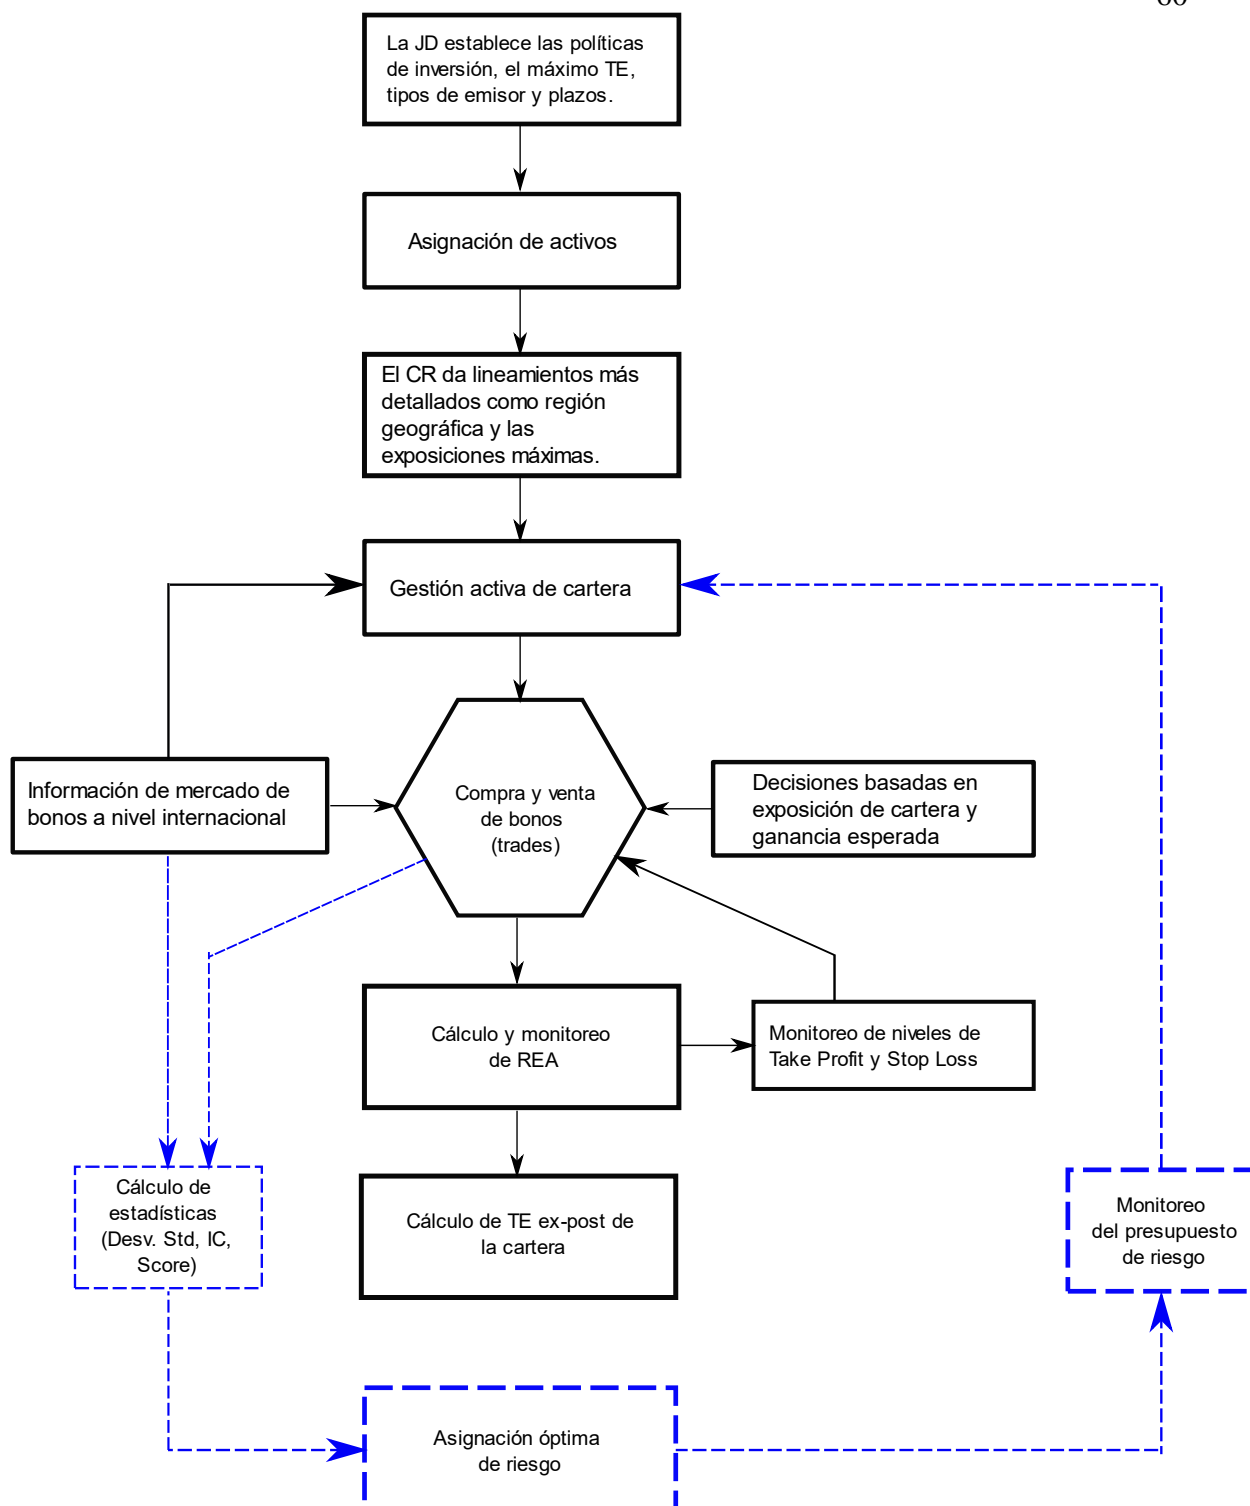 La JD establece las políticas
de inversión, el máximo TE,
tipos de emisor y plazos.
Asignación de activos
El CR da lineamientos más
detallados como región
geográfica y las
exposiciones máximas.
Gestión activa de cartera
Información de mercado de
bonos a nivel internacional
Compra y venta
de bonos
(trades)
Decisiones basadas en
exposición de cartera y
ganancia esperada
Cálculo y monitoreo
de REA
Monitoreo de niveles de
Take Profit y Stop Loss
Cálculo de
estadísticas
(Desv. Std, IC,
Score)
Cálculo de TE ex-post de
la cartera
Monitoreo
del presupuesto
de riesgo
Asignación óptima
de riesgo